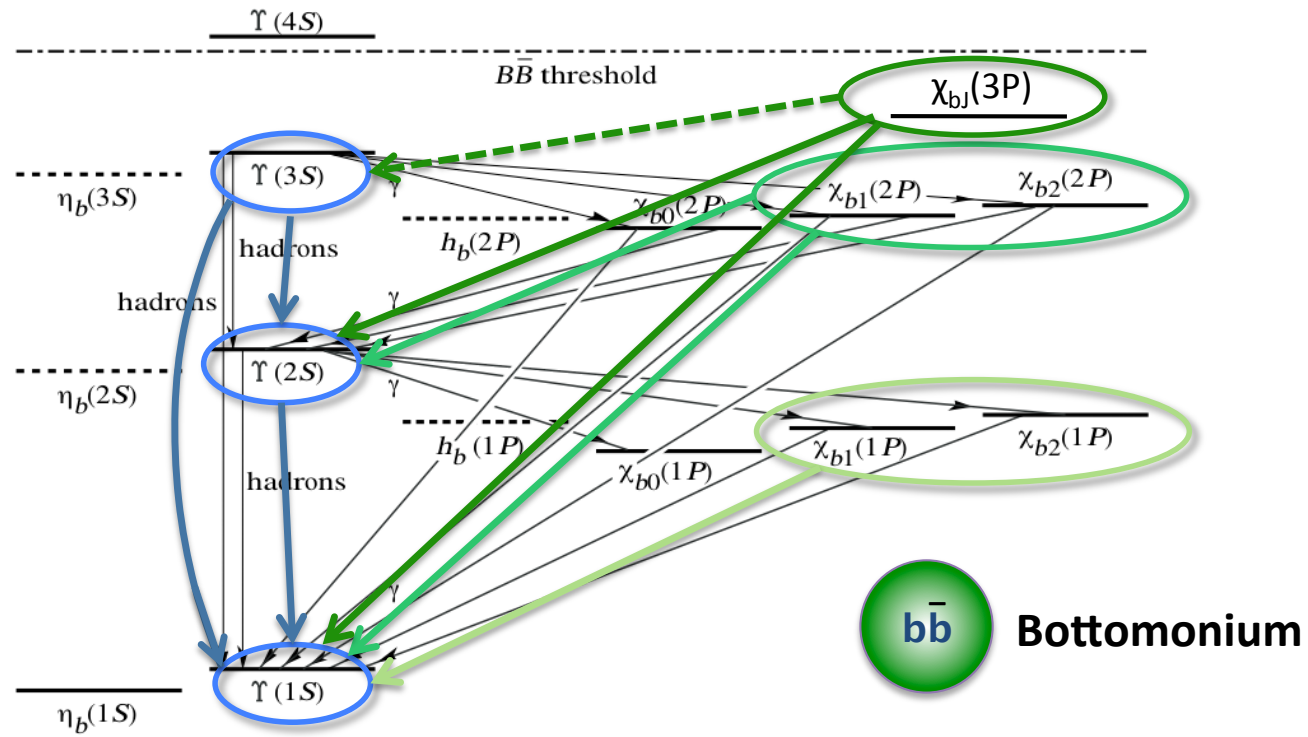 ϒ(4S)
BB̄ threshold
χbJ(3P)
ϒ(3S)
γ
ηb(3S)
χb0(2P)
χb1(2P)
χb2(2P)
hb(2P)
hadrons
hadrons
γ
ϒ(2S)
γ
ηb(2S)
hb(1P)
χb0(1P)
χb1(1P)
χb2(1P)
hadrons
γ
bb̄
Bottomonium
ϒ(1S)
ηb(1S)